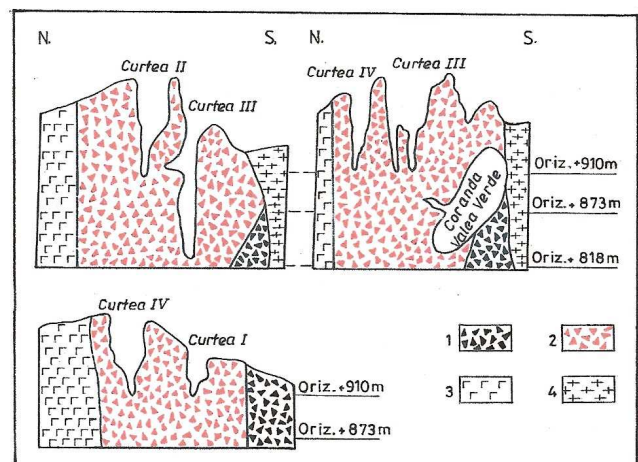 N. S.
Curtea II
Curtea III
N. S.
Curtea IV Curtea III
Coranda
Valea Verde
Oriz.+910m
Oriz.+873m
Oriz.+818m
Curtea IV
Curtea I
Oriz.+910m
Oriz.+873m
1 2
3 4